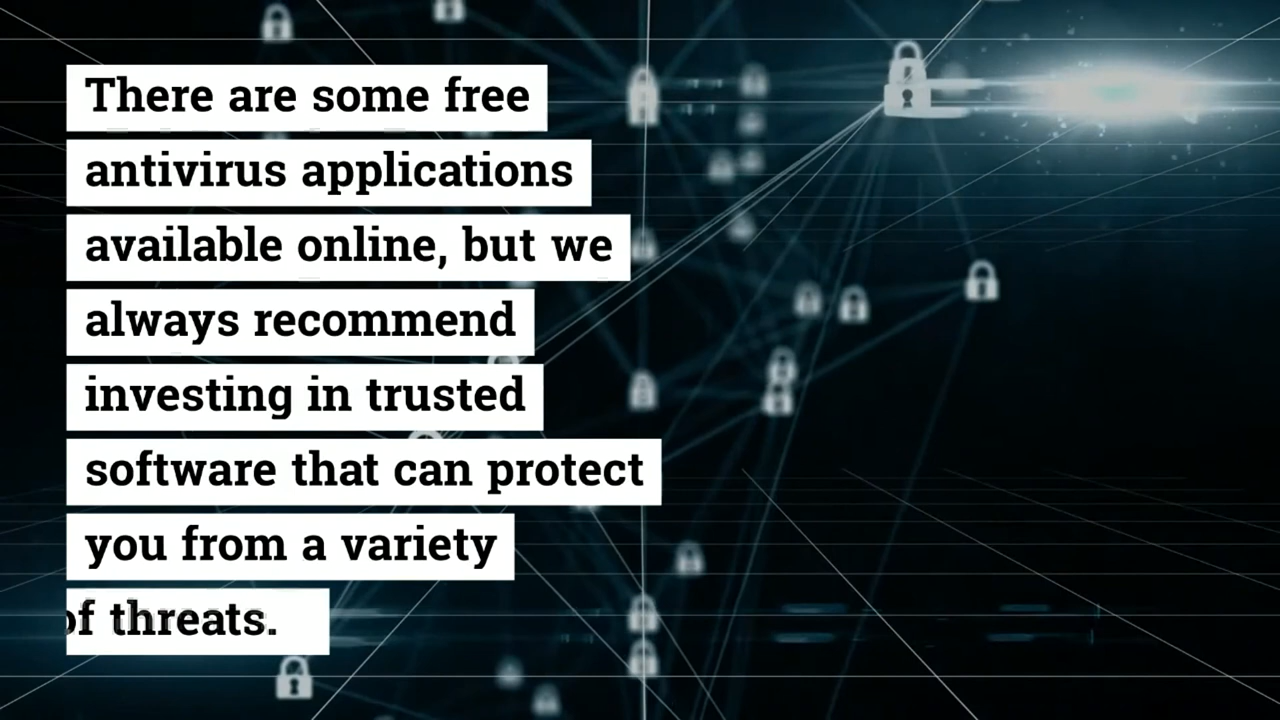 There are some free
antivirus applications
available online, but we
always recommend
investing in trusted
software that can protect
you from a variety
of threats.